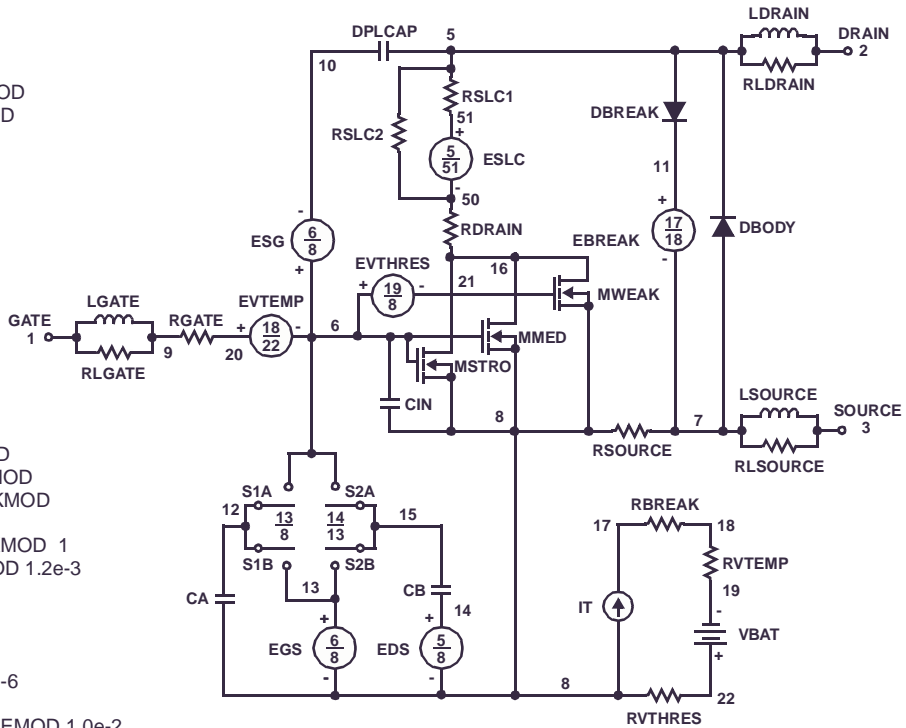 LDRAIN
DPLCAP 5 DRAIN
10 2
OD
D
RLDRAIN
RSLC1
DBREAK
51
+
RSLC2
5
51
ESLC
11
-
50
+
-
RDRAIN
17
18
DBODY
ESG
6
8
EBREAK
+
EVTHRES
16
-
+
19
8
-
21
MWEAK
LGATE
EVTEMP
GATE
RGATE
+
18
22
-
6
MMED
1
9
20
MSTRO
RLGATE
LSOURCE
CIN
8
7
SOURCE
3
RSOURCE
RLSOURCE
D
MOD
KMOD
S1A
S2A
RBREAK
12
13
8
14
13
15
17
18
MOD 1
OD 1.2e-3
S1B
S2B
RVTEMP
13
CB
19
CA
IT
-
14
+
+
VBAT
EGS
6
8
EDS
5
8
+
-
-
-6
8
22
EMOD 1.0e-2
RVTHRES